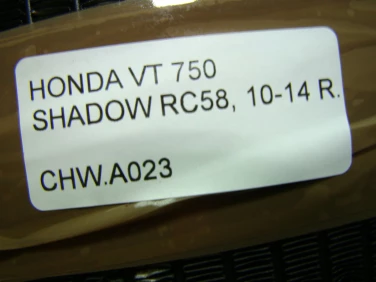 HONDA VT 750
SHADOW RC58, 10-14 R.
CHW.A023